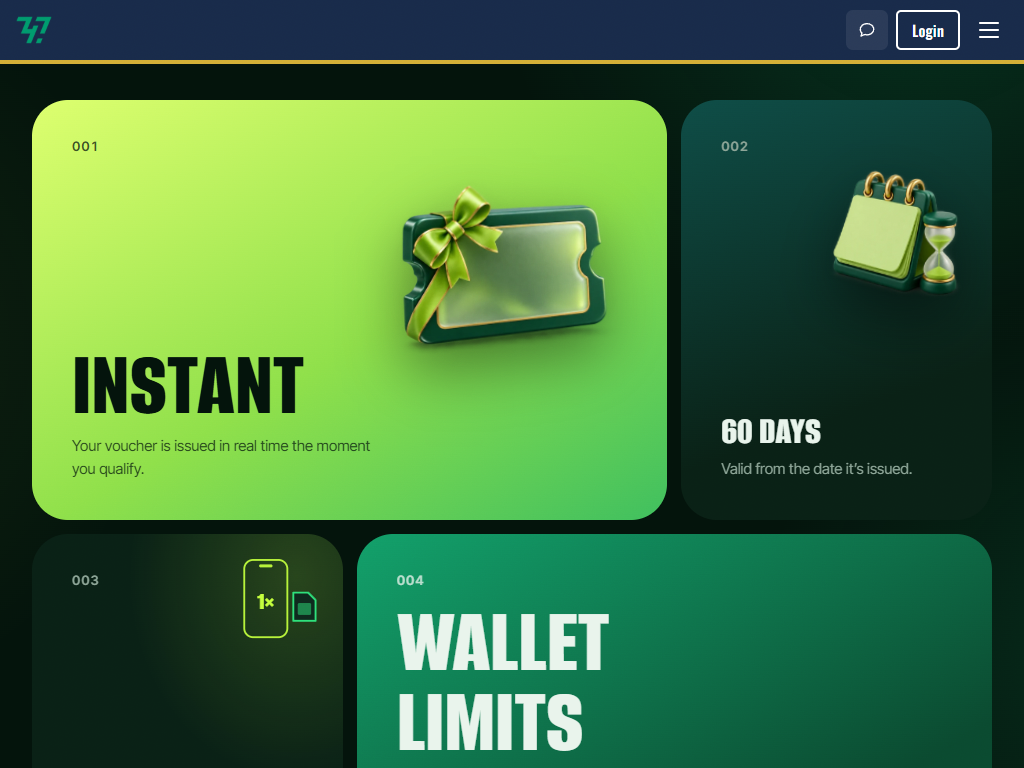 Login
001
INSTANT
Your voucher is issued in real time the moment
you qualify.
002
60 DAYS
Valid from the date it's issued.
003
1×
004
WALLET
LIMITS